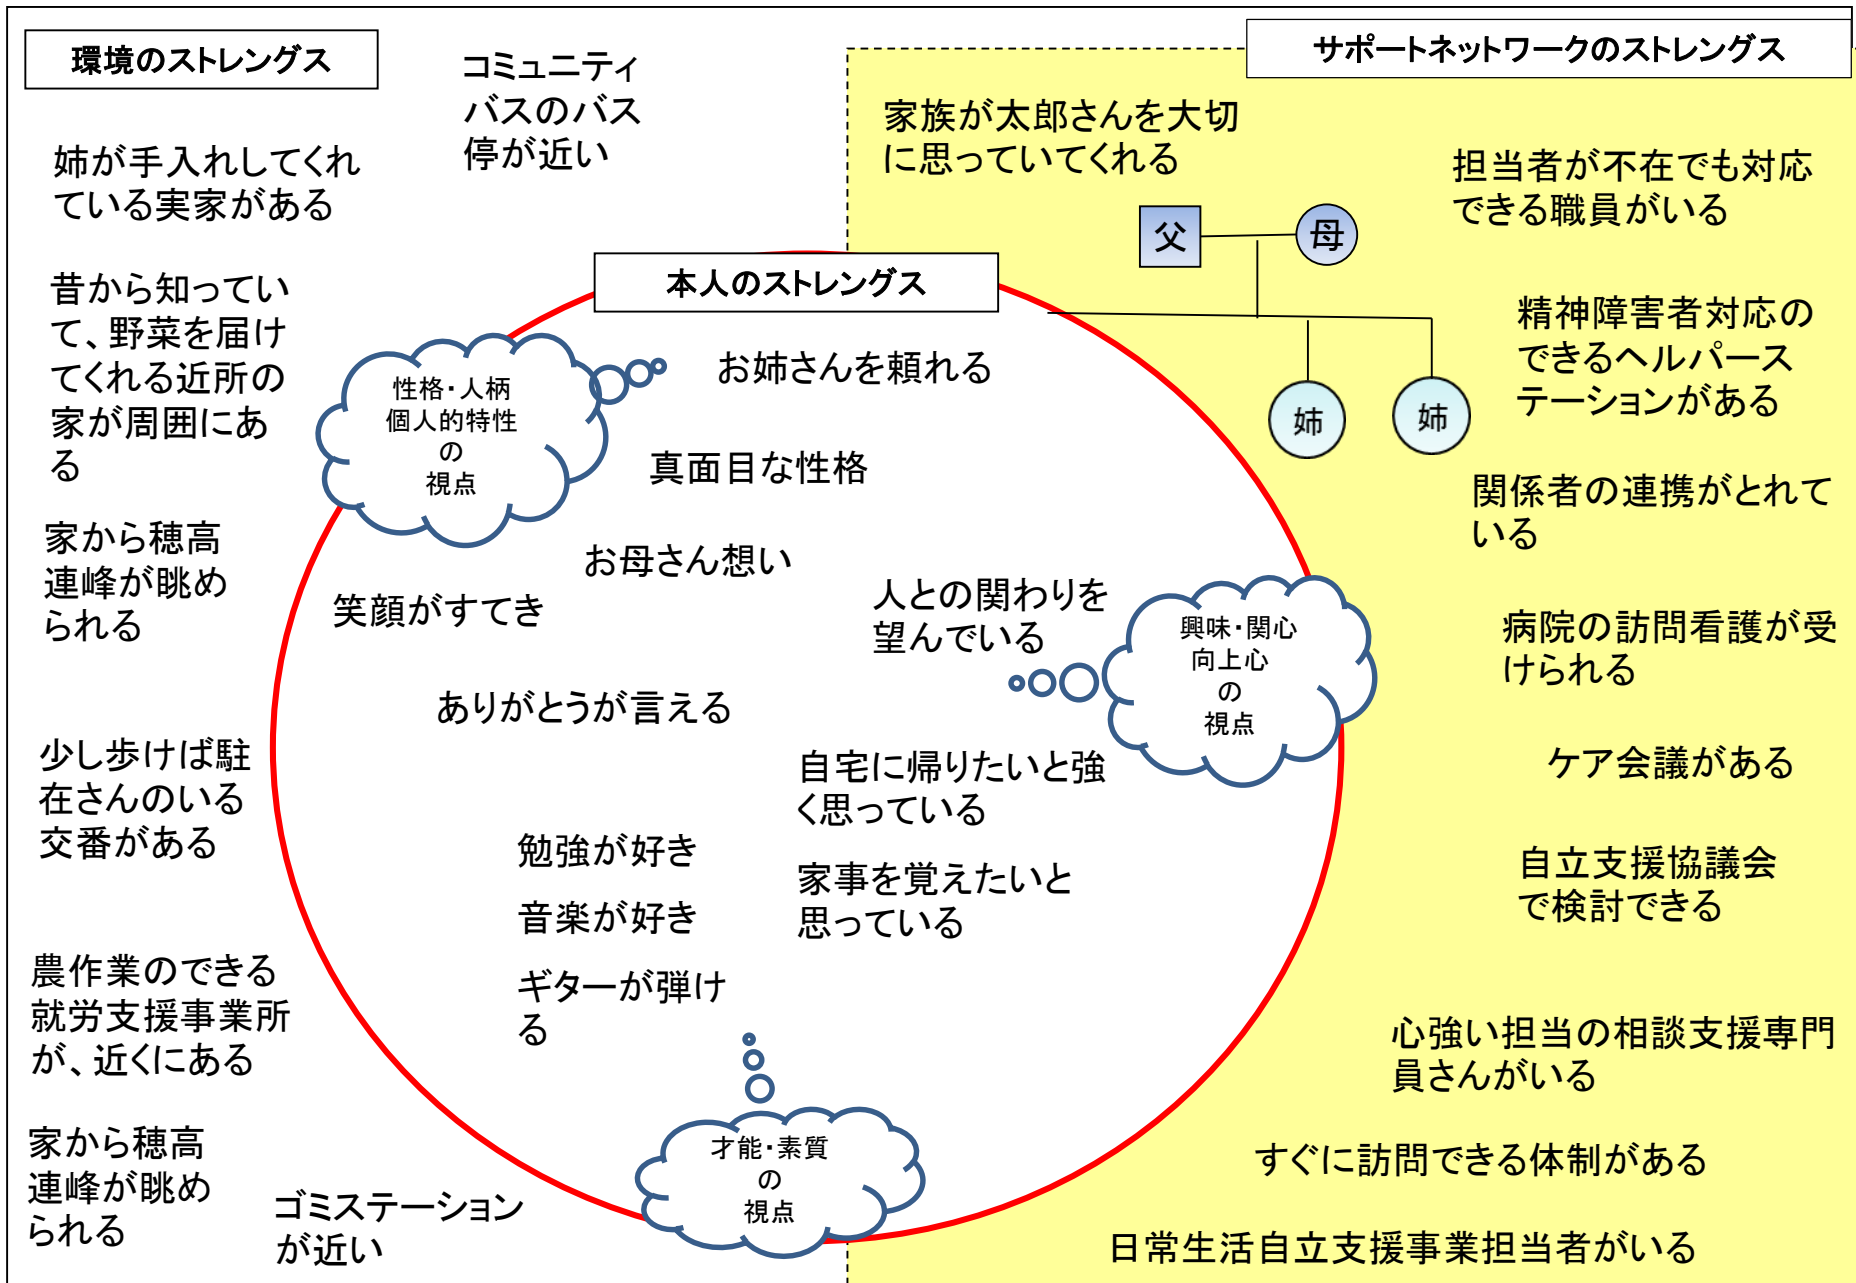 環境のストレングス
コミュニティ
バスのバス
停が近い
姉が手入れしてくれ
ている実家がある
昔から知ってい
て、野菜を届け
てくれる近所の
家が周囲にあ
る
家から穂高
連峰が眺め
られる
少し歩けば駐
在さんのいる
交番がある
農作業のできる
就労支援事業所
が、近くにある
家から穂高
連峰が眺め
られる
ゴミステーション
が近い
本人のストレングス
性格・人柄
個人的特性
の
視点
お姉さんを頼れる
真面目な性格
お母さん想い
笑顔がすてき
ありがとうが言える
人との関わりを
望んでいる
興味・関心
向上心
の
視点
自宅に帰りたいと強
く思っている
家事を覚えたいと
思っている
勉強が好き
音楽が好き
ギターが弾け
る
才能・素質
の
視点
サポートネットワークのストレングス
家族が太郎さんを大切
に思っていてくれる
父
母
姉
姉
担当者が不在でも対応
できる職員がいる
精神障害者対応の
できるヘルパース
テーションがある
関係者の連携がとれて
いる
病院の訪問看護が受
けられる
ケア会議がある
自立支援協議会
で検討できる
心強い担当の相談支援専門
員さんがいる
すぐに訪問できる体制がある
日常生活自立支援事業担当者がいる